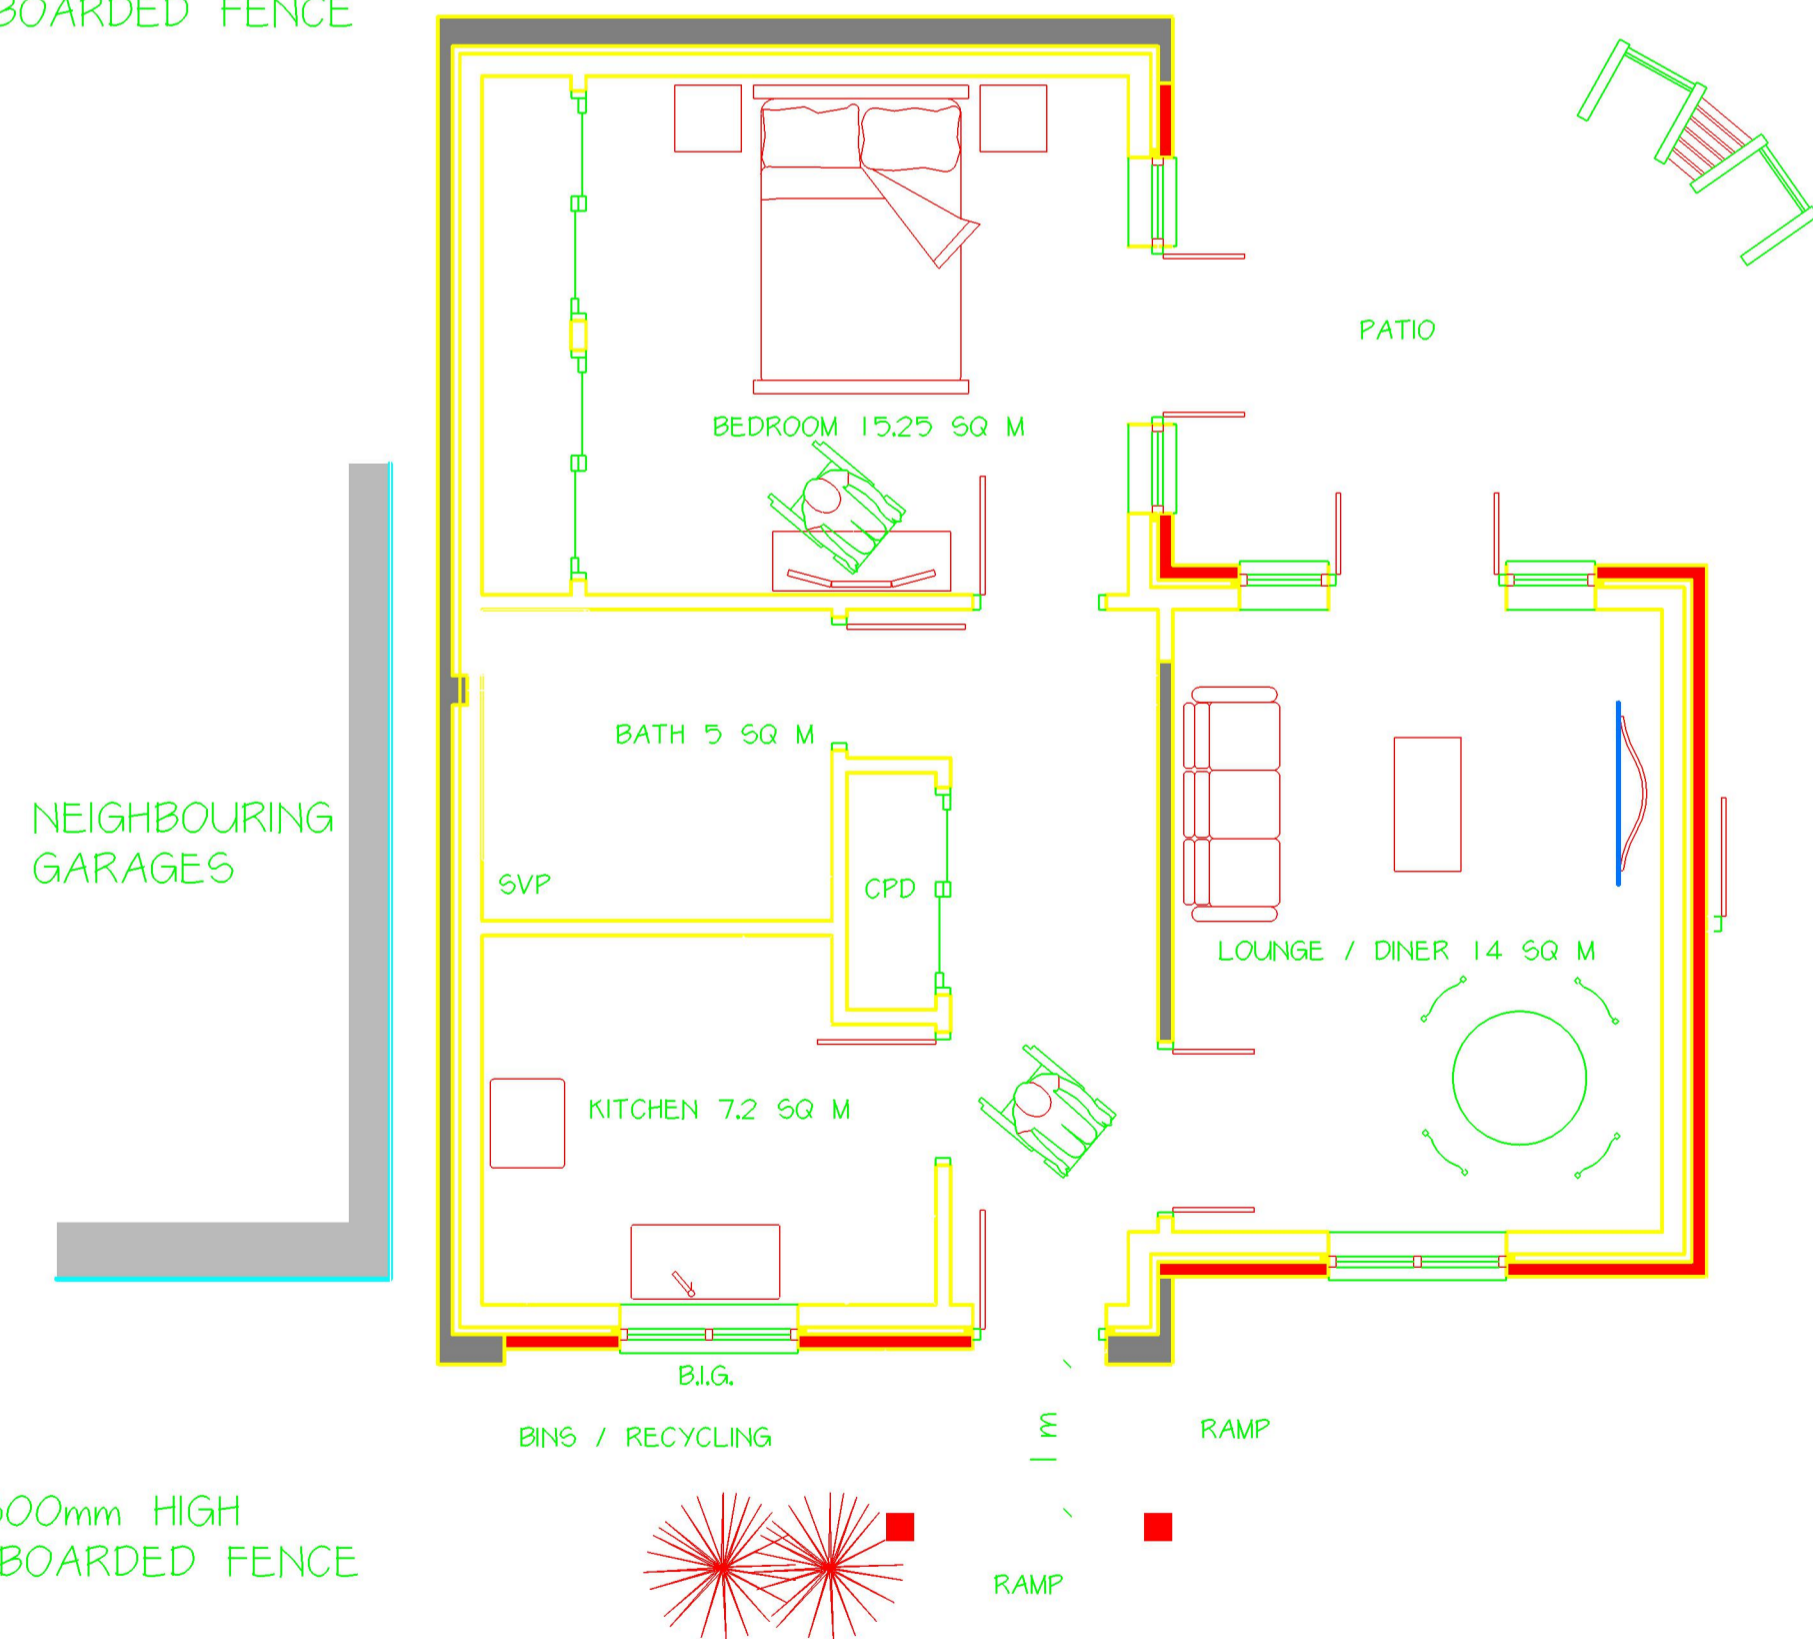 BOARDED FENCE
PATIO
BEDROOM 15.25 SQ M
BATH 5 SQ M
NEIGHBOURING
GARAGES
SVP
CPD
LOUNGE / DINER 14 SQ M
KITCHEN 7.2 SQ M
B.I.G.
BINS / RECYCLING
1 m
RAMP
HIGH
BOARDED FENCE
RAMP